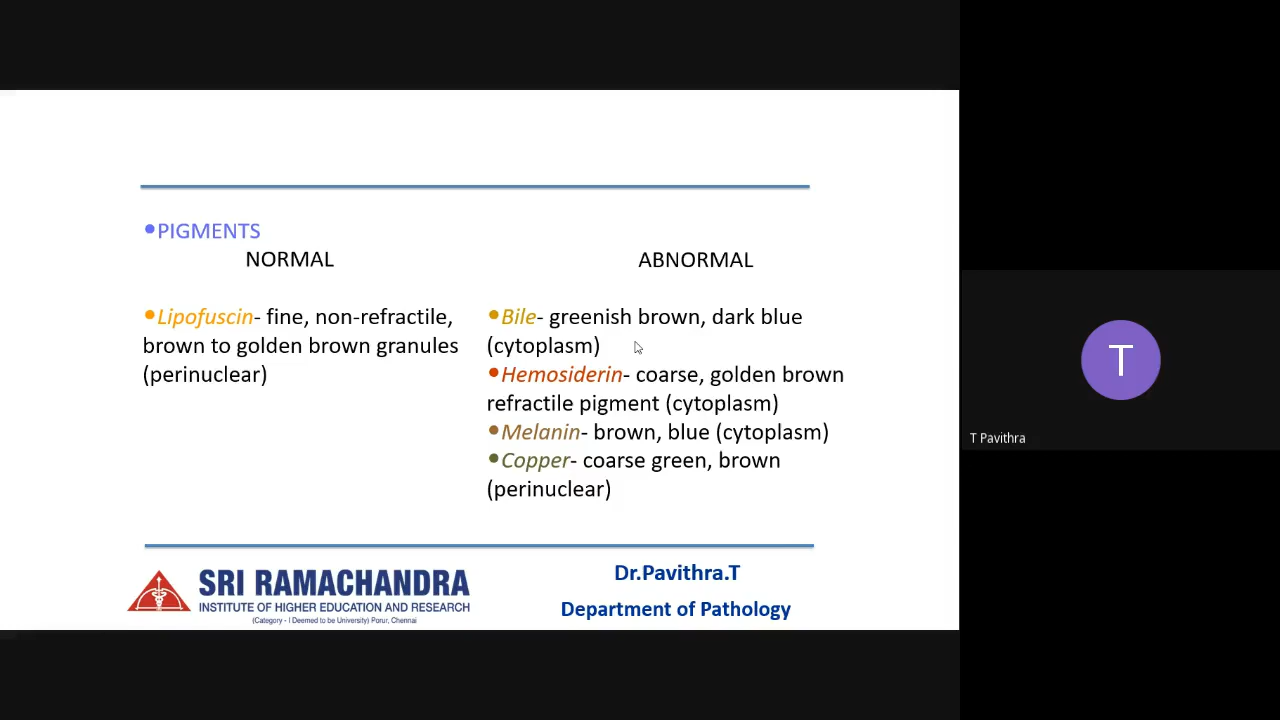 •PIGMENTS
NORMAL
ABNORMAL
•Lipofuscin- fine, non-refractile,
brown to golden brown granules
(perinuclear)
•Bile- greenish brown, dark blue
(cytoplasm)
•Hemosiderin- coarse, golden brown
refractile pigment (cytoplasm)
•Melanin- brown, blue (cytoplasm)
•Copper- coarse green, brown
(perinuclear)
SRI RAMACHANDRA
INSTITUTE OF HIGHER EDUCATION AND RESEARCH
(Category - I Deemed to be University) Porur, Chennai
Dr.Pavithra.T
Department of Pathology
T
T Pavithra